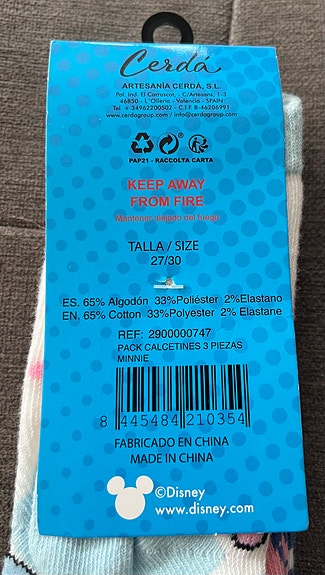 Cerdá
ARTESANÍA CERDÁ, S.L.
Pol. Ind. El Carrascot, - C/Artesans, 1-3
46850 - L´Olleria - Valencia - SPAIN
Tel. + 34962200502 - C.I.F B-46206991
www.cerdagroup.com / info@cerdagroup.com
PAP21 - RACCOLTA CARTA
KEEP AWAY
FROM FIRE
Mantener alejado del fuego
TALLA / SIZE
27/30
ES. 65% Algodón 33%Poliéster 2%Elastano
EN. 65% Cotton 33%Polyester 2% Elastane
REF: 2900000747
PACK CALCETINES 3 PIEZAS
MINNIE
8 445484 210354
FABRICADO EN CHINA
MADE IN CHINA
©Disney
www.disney.com